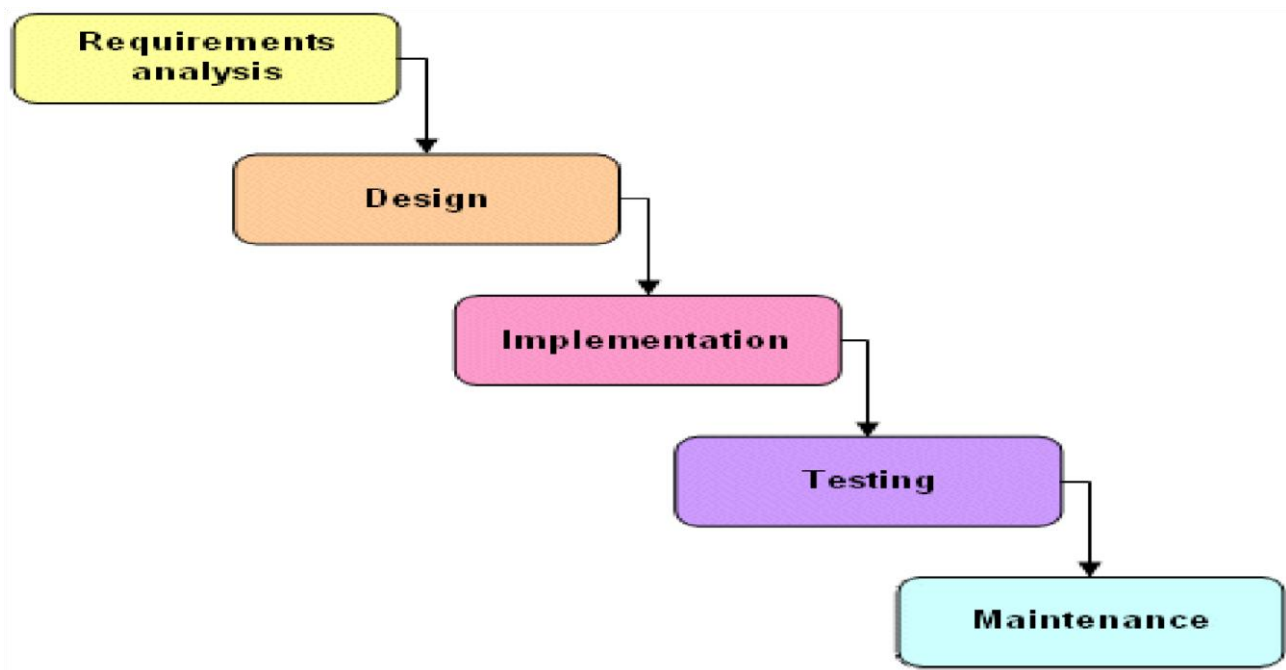 Requirements
analysis
Design
Implementation
Testing
Maintenance